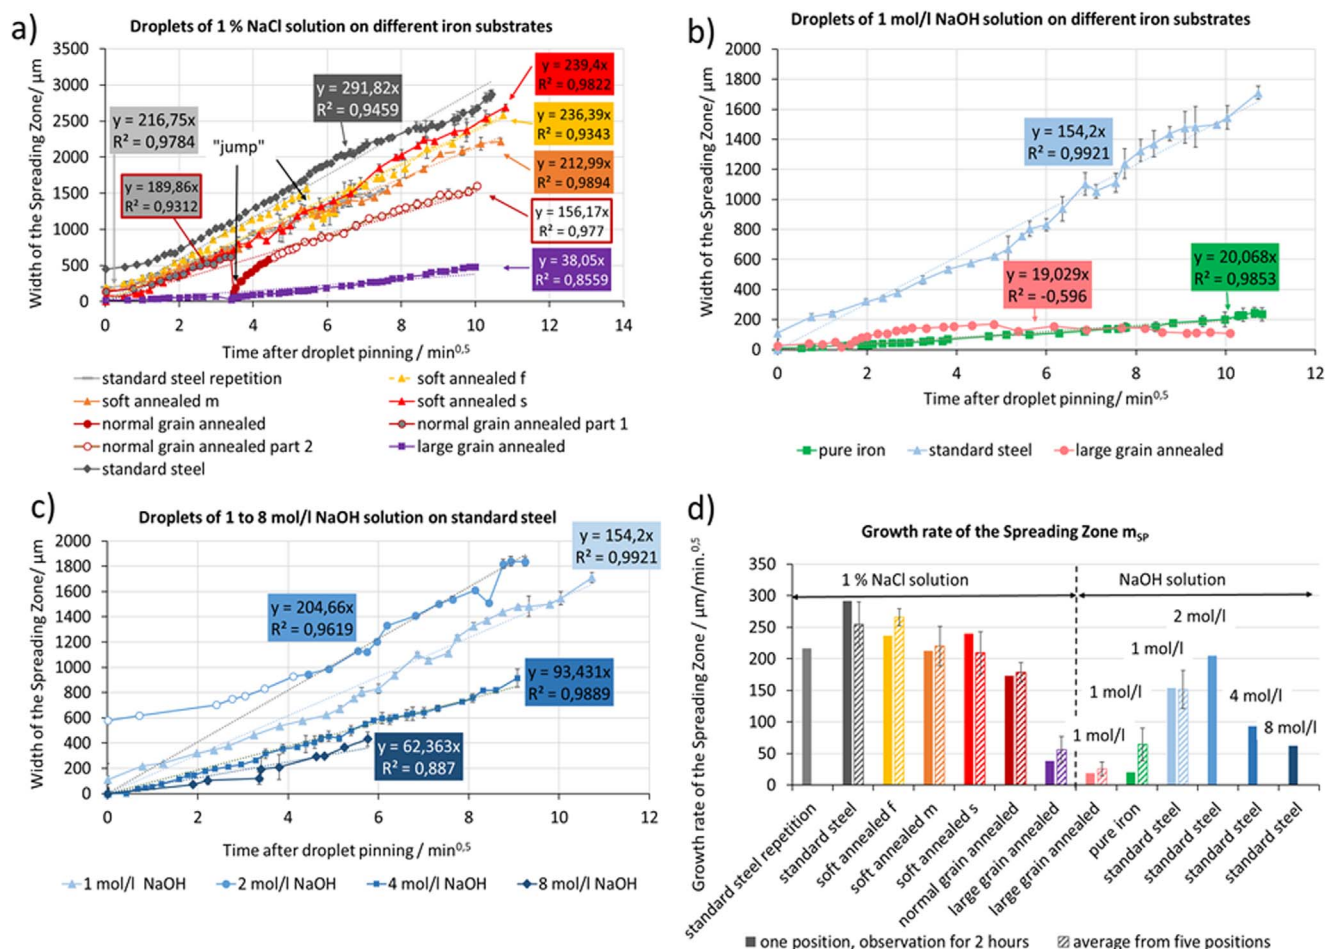 a)
Droplets of 1 % NaCl solution on different iron substrates
Width of the Spreading Zone/ µm
3500
3000
2500
2000
1500
1000
500
0
y = 216,75x
R² = 0,9784
"jump"
y = 189,86x
R² = 0,9312
y = 291,82x
R² = 0,9459
y = 239,4x
R² = 0,9822
y = 236,39x
R² = 0,9343
y = 212,99x
R² = 0,9894
y = 156,17x
R² = 0,977
y = 38,05x
R² = 0,8559
0 2 4 6 8 10 12 14
Time after droplet pinning / min⁰,⁵
standard steel repetition
soft annealed f
soft annealed m
soft annealed s
normal grain annealed
normal grain annealed part 1
normal grain annealed part 2
large grain annealed
standard steel
b)
Droplets of 1 mol/l NaOH solution on different iron substrates
Width of the Spreading Zone/ µm
2000
1800
1600
1400
1200
1000
800
600
400
200
0
y = 154,2x
R² = 0,9921
y = 19,029x
R² = -0,596
y = 20,068x
R² = 0,9853
0 2 4 6 8 10 12
Time after droplet pinning/ min⁰,⁵
pure iron
standard steel
large grain annealed
c)
Droplets of 1 to 8 mol/l NaOH solution on standard steel
Width of the Spreading Zone/ µm
2000
1800
1600
1400
1200
1000
800
600
400
200
0
y = 154,2x
R² = 0,9921
y = 204,66x
R² = 0,9619
y = 93,431x
R² = 0,9889
y = 62,363x
R² = 0,887
0 2 4 6 8 10 12
Time after droplet pinning / min⁰,⁵
1 mol/l NaOH
2 mol/l NaOH
4 mol/l NaOH
8 mol/l NaOH
d)
Growth rate of the Spreading Zone mSP
Growth rate of the Spreading Zone / µm/min.⁰,⁵
350
300
250
200
150
100
50
0
1 % NaCl solution
NaOH solution
1 mol/l
1 mol/l
1 mol/l
2 mol/l
4 mol/l
8 mol/l
standard steel repetition
standard steel
soft annealed f
soft annealed m
soft annealed s
normal grain annealed
large grain annealed
large grain annealed
pure iron
standard steel
standard steel
standard steel
standard steel
one position, observation for 2 hours
average from five positions